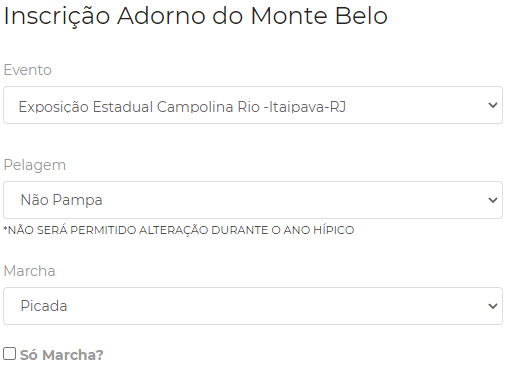 Inscrição Adorno do Monte Belo
Evento
Exposição Estadual Campolina Rio -Itaipava-RJ
Pelagem
Não Pampa
*NÃO SERÁ PERMITIDO ALTERAÇÃO DURANTE O ANO HÍPICO
Marcha
Picada
Só Marcha?